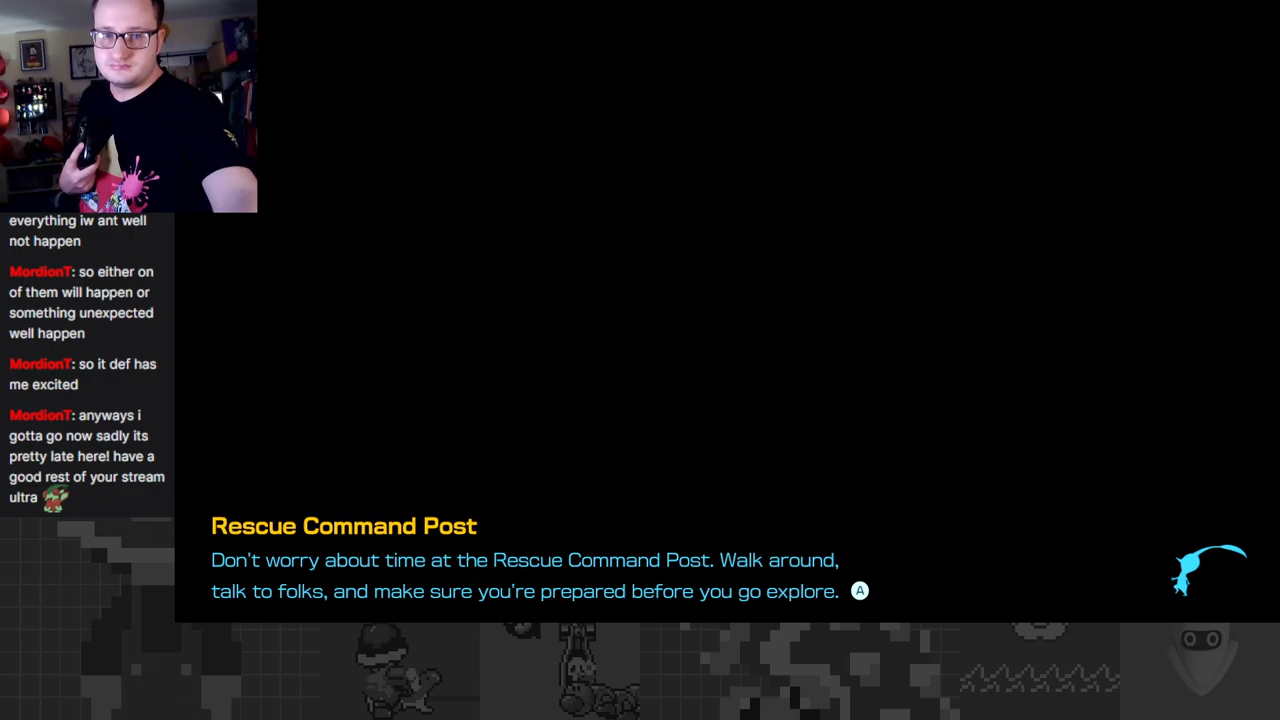 everything iw ant well
not happen
MordionT: so either on
of them will happen or
something unexpected
well happen
MordionT: so it def has
me excited
MordionT: anyways i
gotta go now sadly its
pretty late here! have a
good rest of your stream
ultra
Rescue Command Post
Don't worry about time at the Rescue Command Post. Walk around,
talk to folks, and make sure you're prepared before you go explore. A